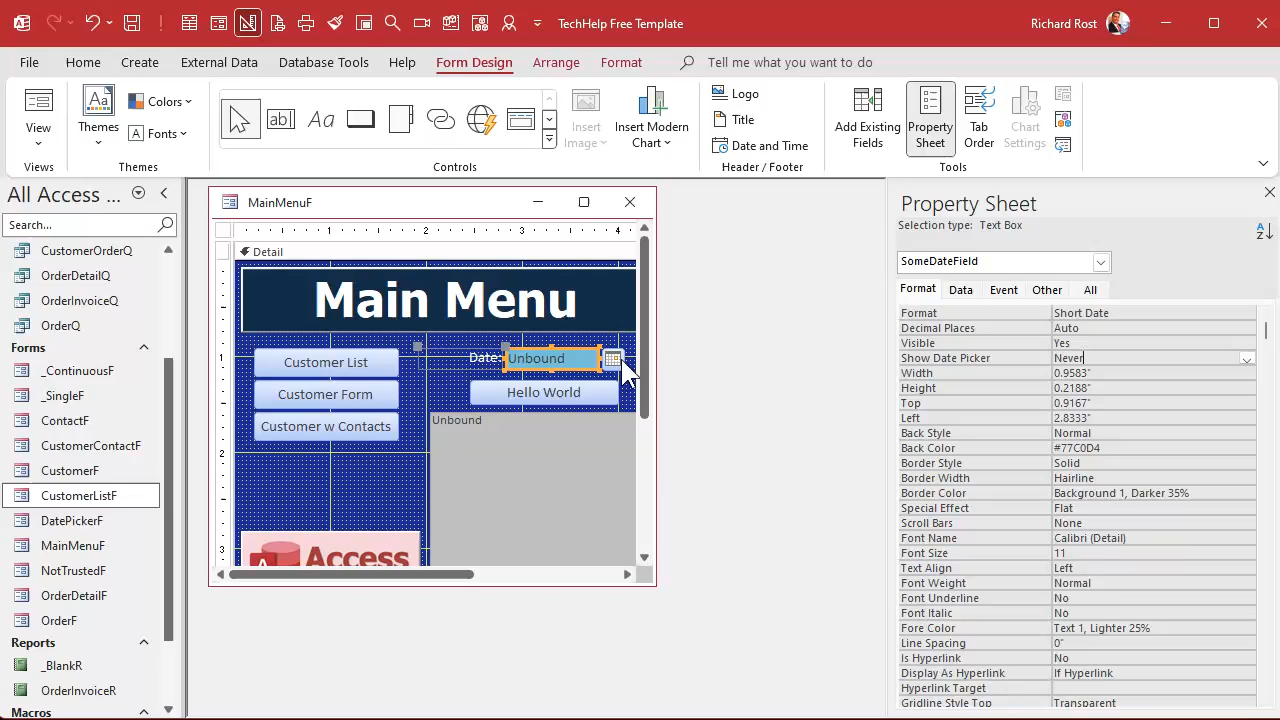 TechHelp Free Template
Richard Rost
File
Home
Create
External Data
Database Tools
Help
Form Design
Arrange
Format
Tell me what you want to do
View
Views
Aa
Themes
Colors
Fonts
Themes
ab
Aa
Controls
Insert
Image
Insert Modern
Chart
Logo
Title
Date and Time
Header / Footer
Add Existing
Fields
Property
Sheet
Tab
Order
Chart
Settings
Tools
All Access ...
Search...
CustomerOrderQ
OrderDetailQ
OrderInvoiceQ
OrderQ
Forms
_ContinuousF
_SingleF
ContactF
CustomerContactF
CustomerF
CustomerListF
DatePickerF
MainMenuF
NotTrustedF
OrderDetailF
OrderF
Reports
_BlankR
OrderInvoiceR
Macros
MainMenuF
1 2 3 4
Detail
Main Menu
1
2
3
Customer List
Customer Form
Customer w Contacts
Date:
Unbound
Hello World
Unbound
Access
Property Sheet
Selection type: Text Box
SomeDateField
Format Data Event Other All
Format Short Date
Decimal Places Auto
Visible Yes
Show Date Picker Never
Width 0.9583"
Height 0.2188"
Top 0.9167"
Left 2.8333"
Back Style Normal
Back Color #77C0D4
Border Style Solid
Border Width Hairline
Border Color Background 1, Darker 35%
Special Effect Flat
Scroll Bars None
Font Name Calibri (Detail)
Font Size 11
Text Align Left
Font Weight Normal
Font Underline No
Font Italic No
Fore Color Text 1, Lighter 25%
Line Spacing 0"
Is Hyperlink No
Display As Hyperlink If Hyperlink
Hyperlink Target
Gridline Style Top Transparent